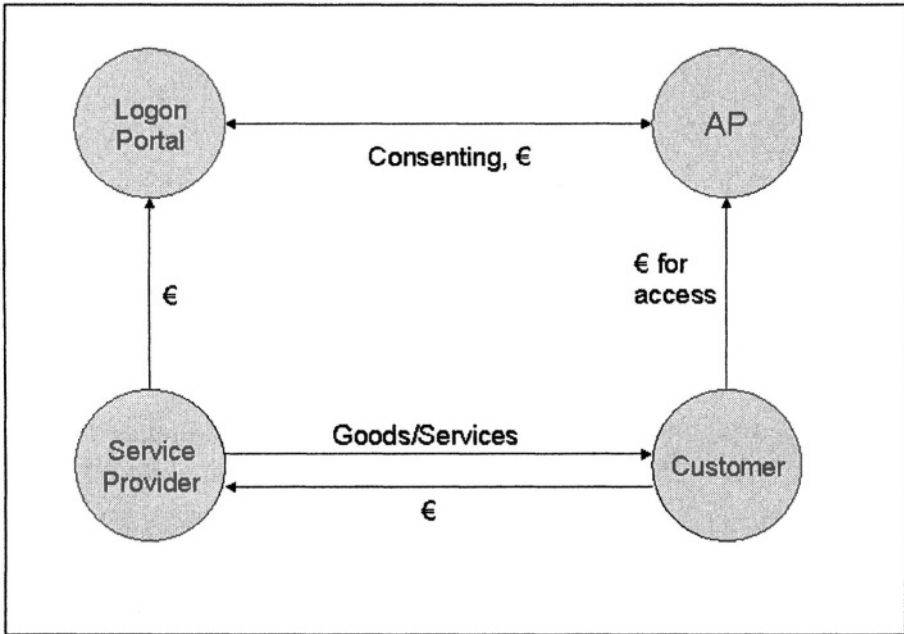 Logon
Portal
AP
Consenting, €
€
€ for
access
Service
Provider
Goods/Services
€
Customer